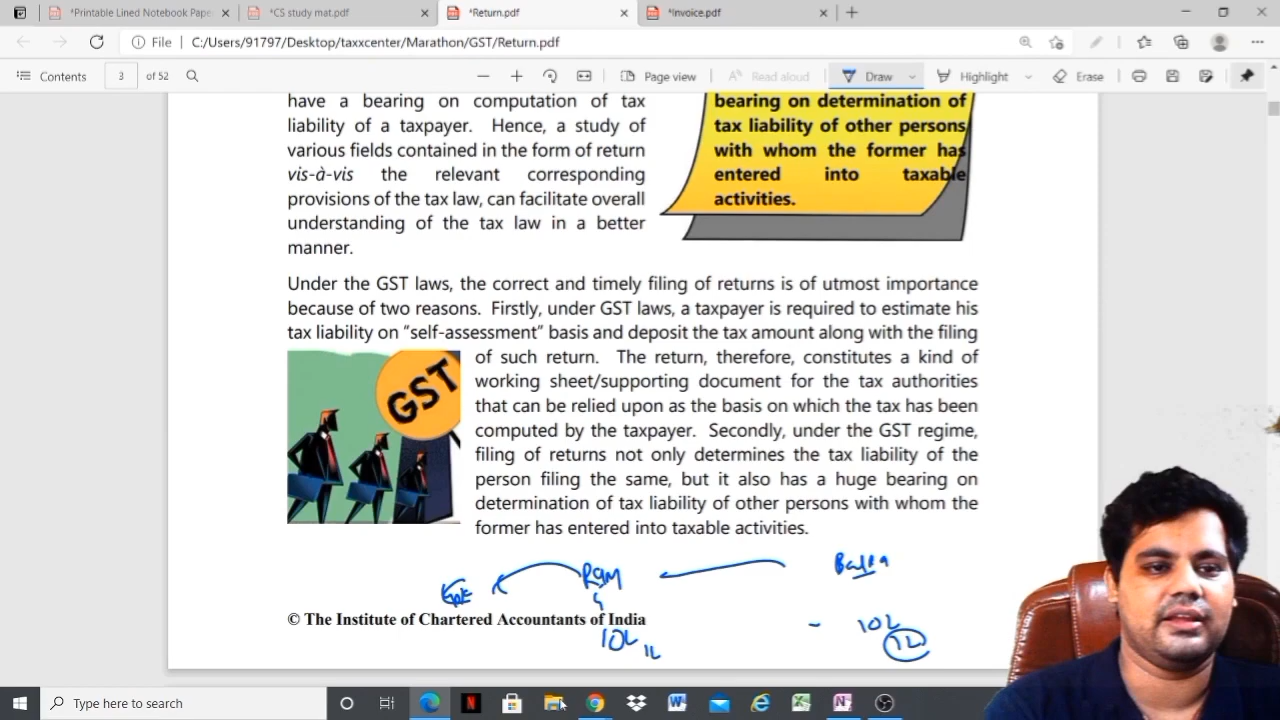 *Printable Lined Notebook Pape
*CS study mat.pdf
*Return.pdf
*Invoice.pdf
File C:/Users/91797/Desktop/taxxcenter/Marathon/GST/Return.pdf
Contents 3 of 52 Page view Read aloud Draw Highlight Erase
have a bearing on computation of tax
liability of a taxpayer. Hence, a study of
various fields contained in the form of return
vis-à-vis the relevant corresponding
provisions of the tax law, can facilitate overall
understanding of the tax law in a better
manner.
bearing on determination of
tax liability of other persons
with whom the former has
entered into taxable
activities.
Under the GST laws, the correct and timely filing of returns is of utmost importance
because of two reasons. Firstly, under GST laws, a taxpayer is required to estimate his
tax liability on "self-assessment" basis and deposit the tax amount along with the filing
GST
of such return. The return, therefore, constitutes a kind of
working sheet/supporting document for the tax authorities
that can be relied upon as the basis on which the tax has been
computed by the taxpayer. Secondly, under the GST regime,
filing of returns not only determines the tax liability of the
person filing the same, but it also has a huge bearing on
determination of tax liability of other persons with whom the
former has entered into taxable activities.
Ram
© The Institute of Chartered Accountants of India
10L 1L
10L
Type here to search